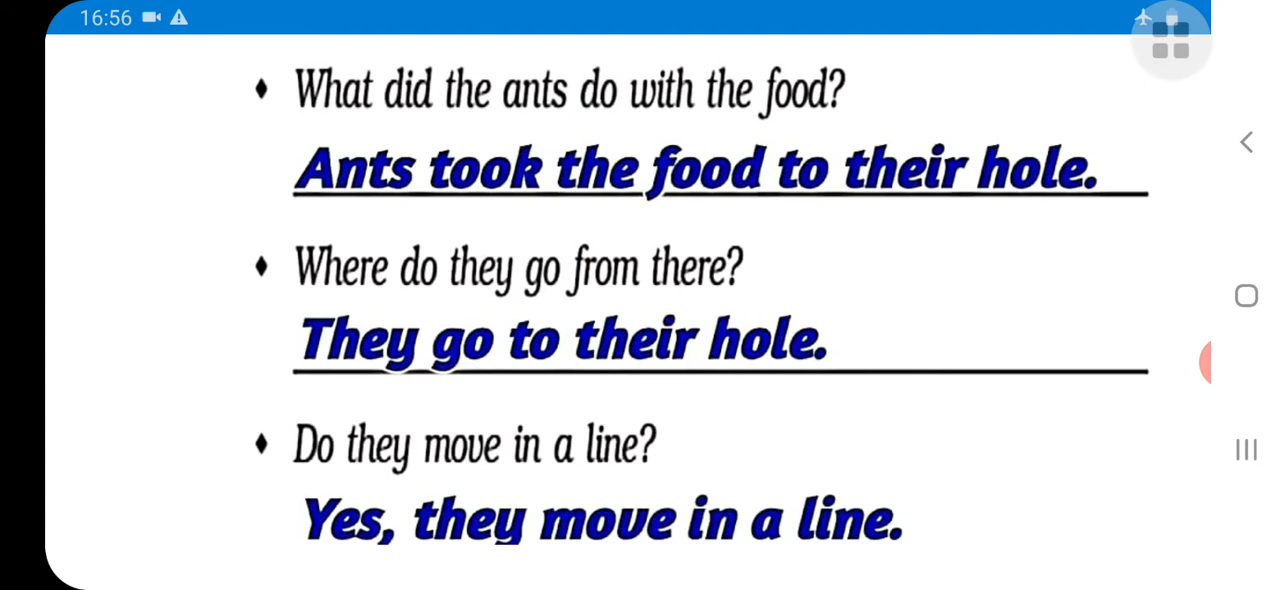 16:56
♦ What did the ants do with the food?
Ants took the food to their hole.
♦ Where do they go from there?
They go to their hole.
♦ Do they move in a line?
Yes, they move in a line.